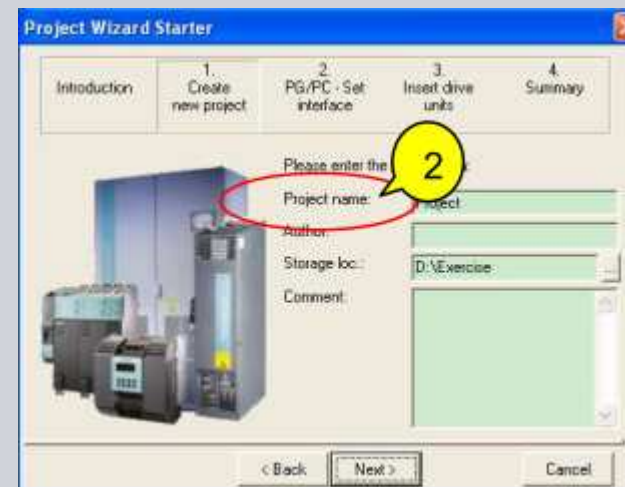 Project Wizard Starter
Introduction
1.
Create
new project
2.
PG/PC - Set
interface
3.
Insert drive
units
4.
Summary
Please enter the
2
Project name:
Author:
Storage loc.:
D:\Exercise
...
Comment:
< Back
Next >
Cancel